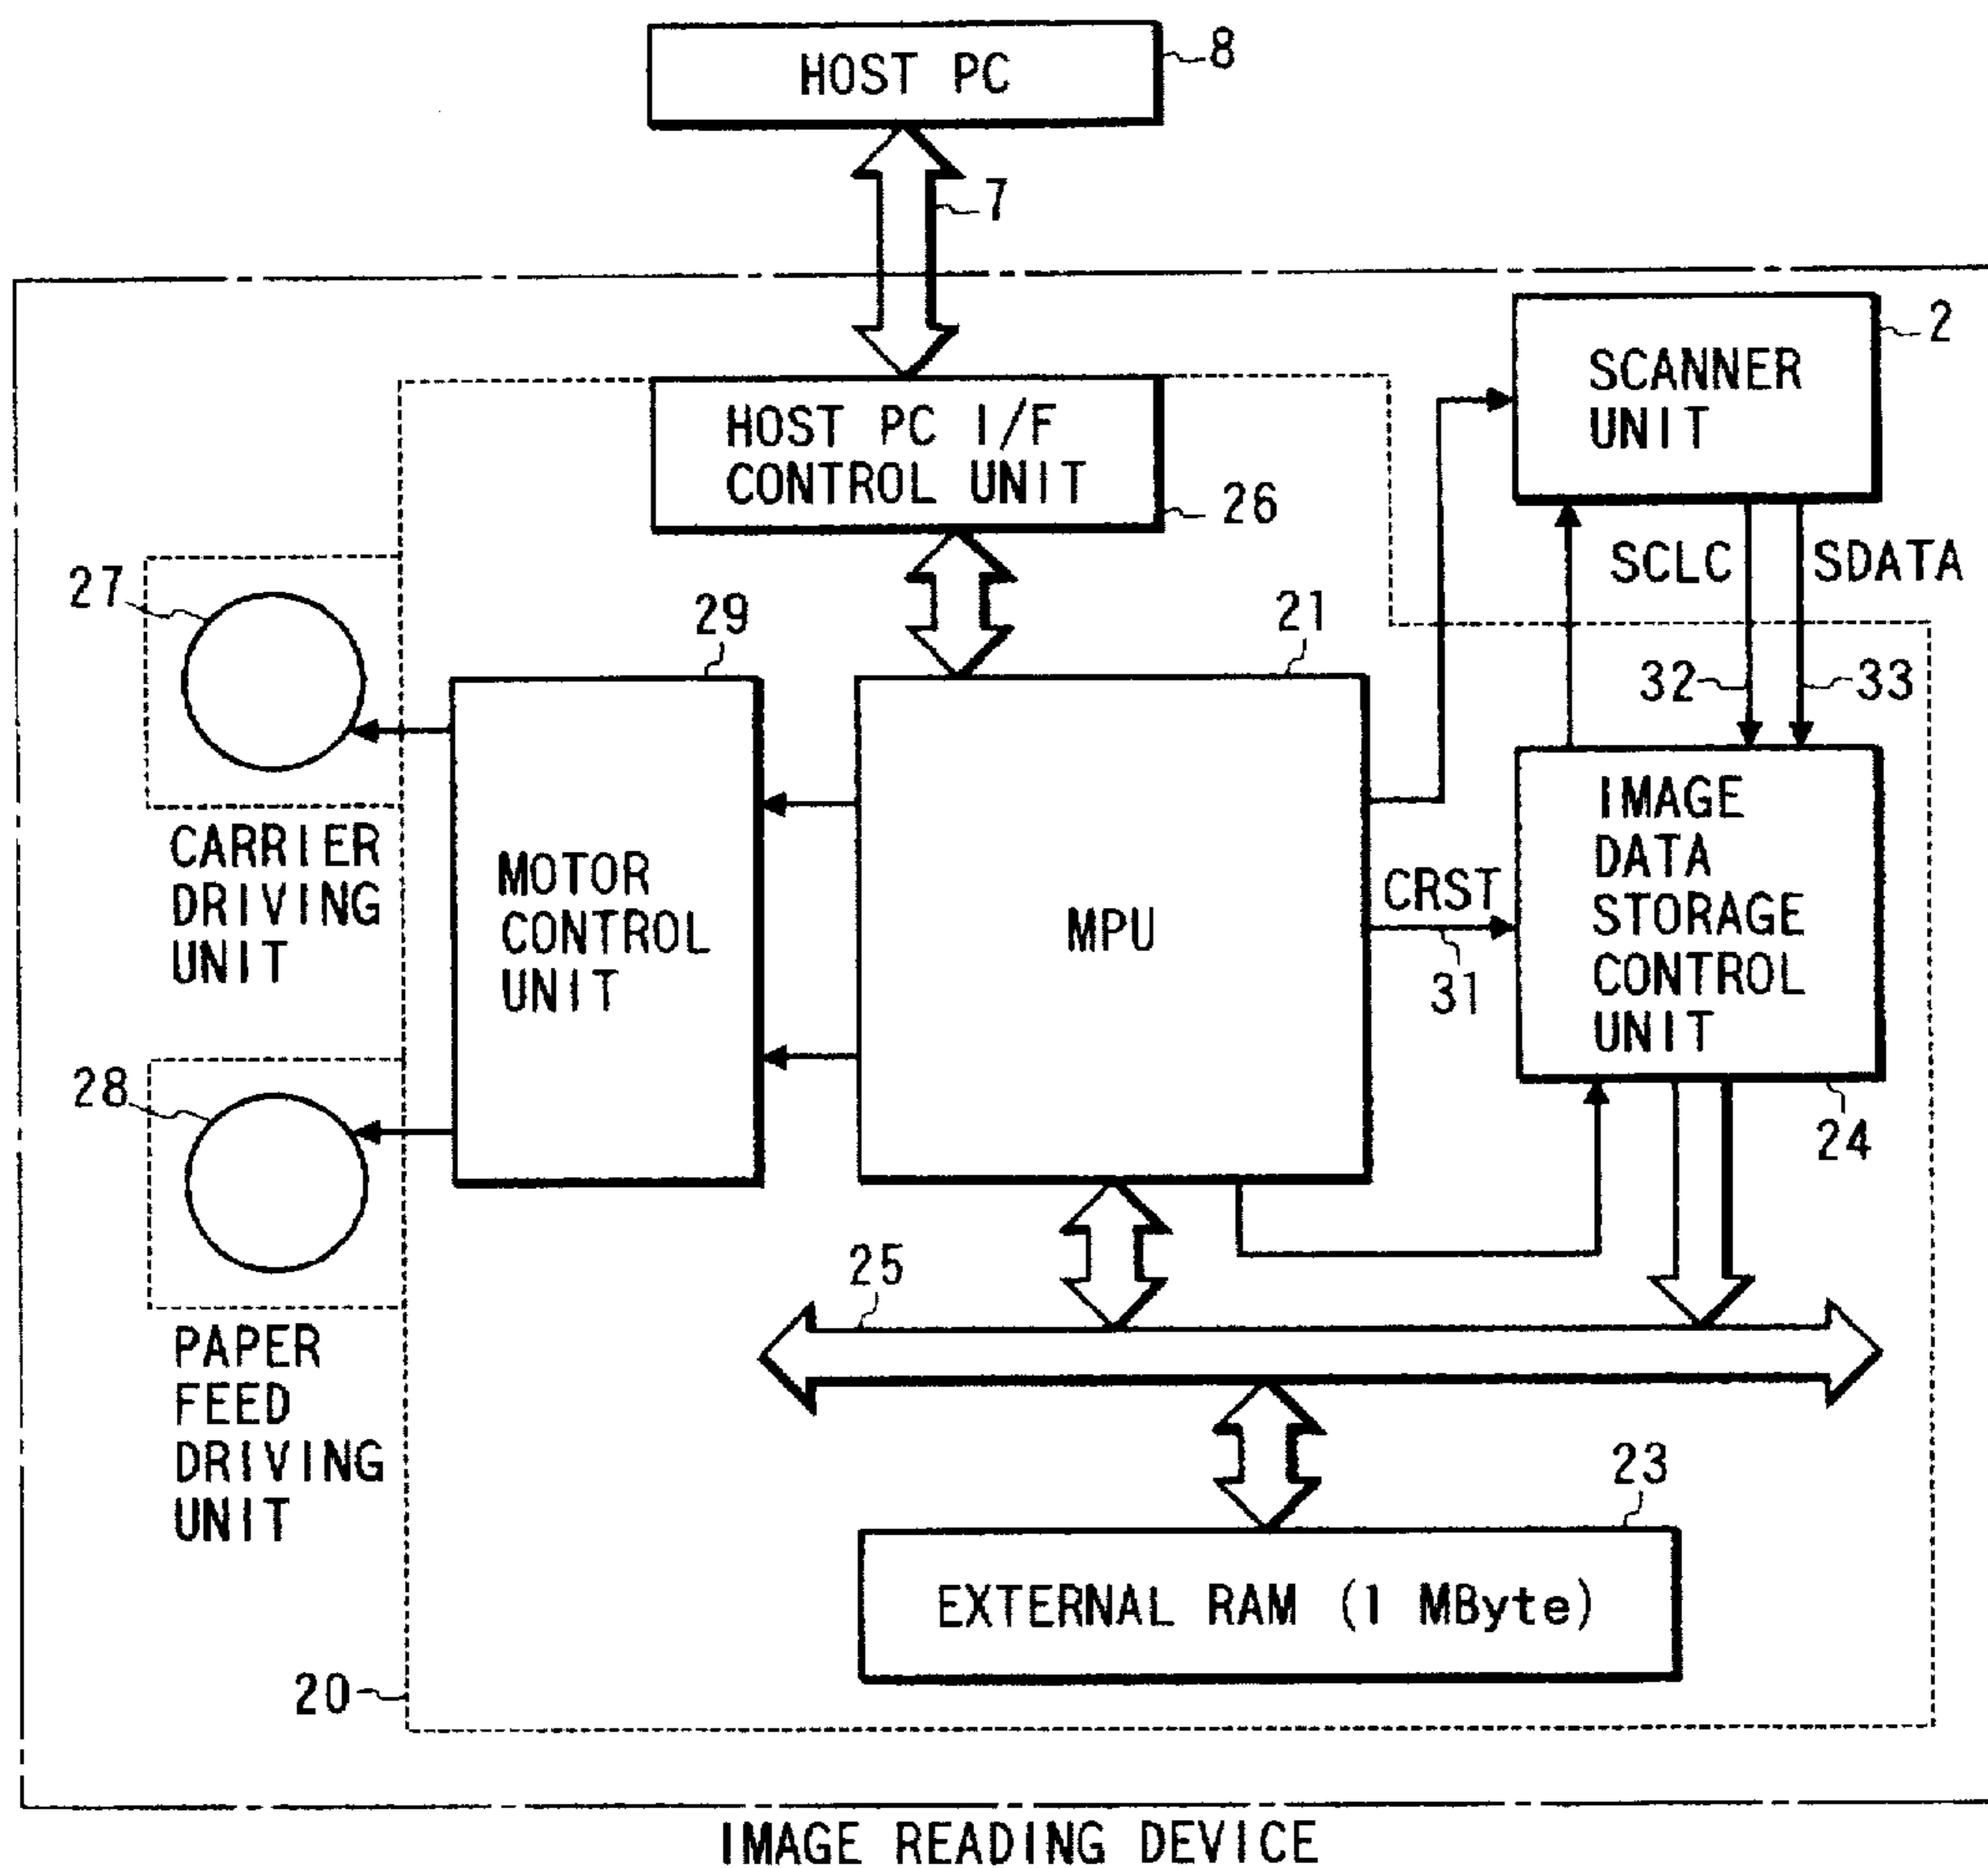 HOST PC
8
7
2
SCANNER
UNIT
HOST PC I/F
CONTROL UNIT
26
SCLC
SDATA
27
29
21
32
33
CARRIER
DRIVING
UNIT
MOTOR
CONTROL
UNIT
MPU
CRST
31
IMAGE
DATA
STORAGE
CONTROL
UNIT
28
24
25
PAPER
FEED
DRIVING
UNIT
23
EXTERNAL RAM (1 MByte)
20
IMAGE READING DEVICE